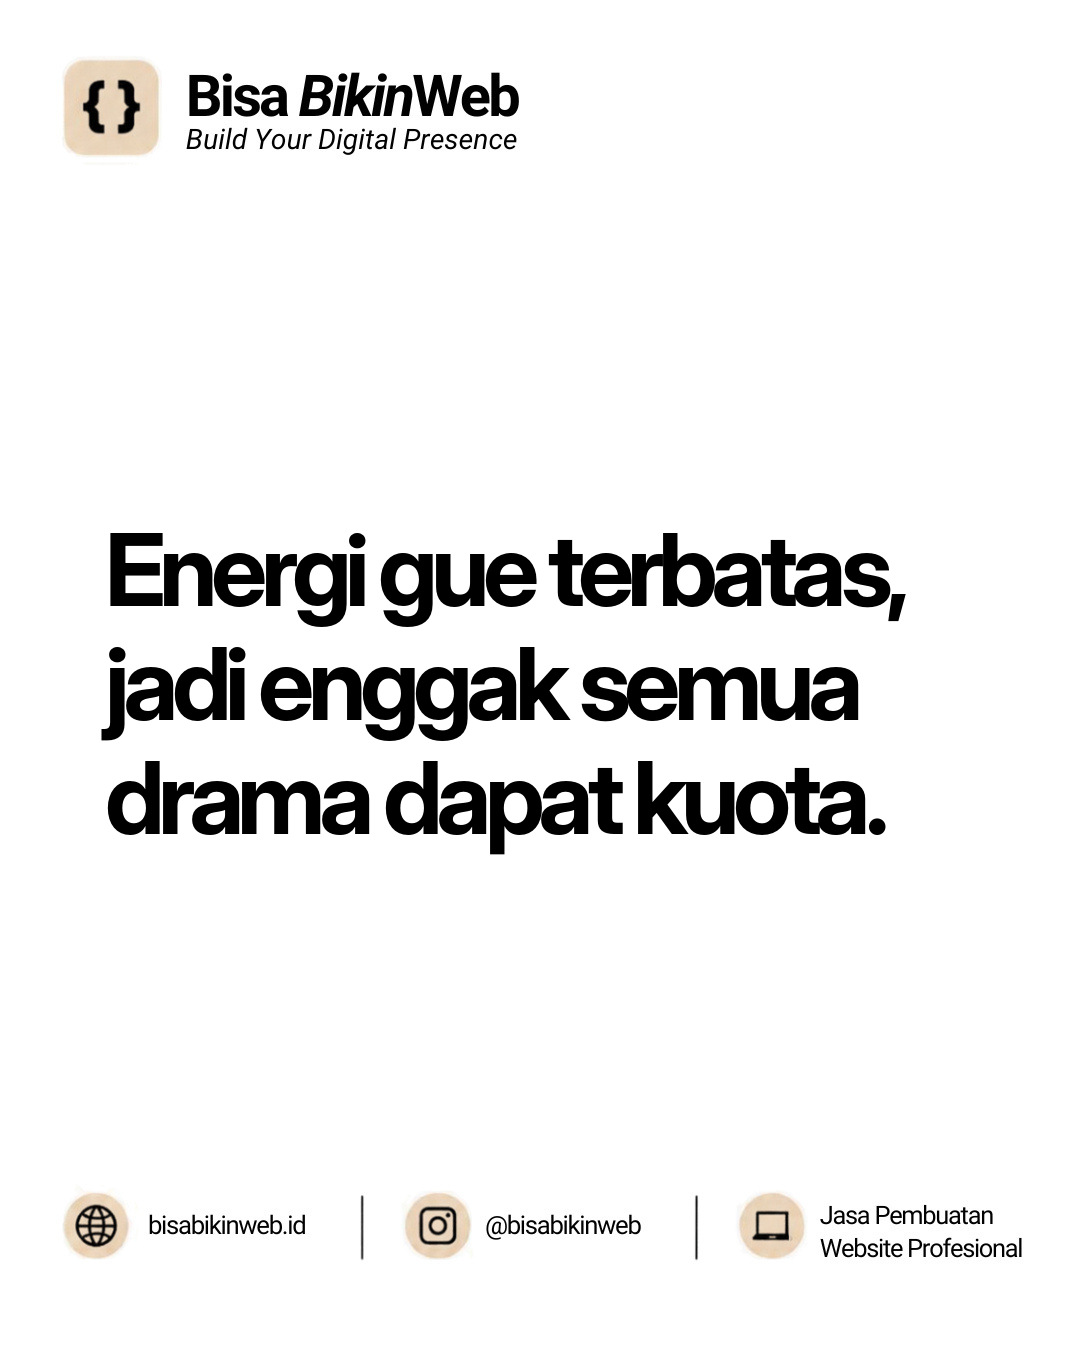 { }
Bisa BikinWeb
Build Your Digital Presence
Energi gue terbatas,
jadi enggak semua
drama dapat kuota.
bisabikinweb.id
@bisabikinweb
Jasa Pembuatan
Website Profesional